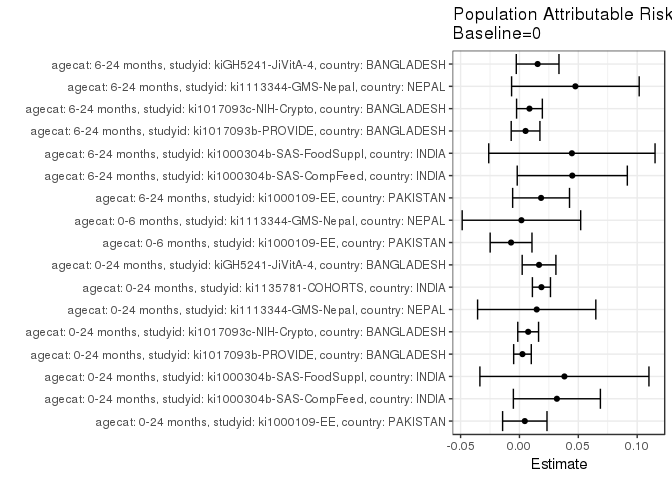 Population Attributable Risk
Baseline=0
agecat: 6-24 months, studyid: kiGH5241-JiVitA-4, country: BANGLADESH
agecat: 6-24 months, studyid: ki1113344-GMS-Nepal, country: NEPAL
agecat: 6-24 months, studyid: ki1017093c-NIH-Crypto, country: BANGLADESH
agecat: 6-24 months, studyid: ki1017093b-PROVIDE, country: BANGLADESH
agecat: 6-24 months, studyid: ki1000304b-SAS-FoodSuppl, country: INDIA
agecat: 6-24 months, studyid: ki1000304b-SAS-CompFeed, country: INDIA
agecat: 6-24 months, studyid: ki1000109-EE, country: PAKISTAN
agecat: 0-6 months, studyid: ki1113344-GMS-Nepal, country: NEPAL
agecat: 0-6 months, studyid: ki1000109-EE, country: PAKISTAN
agecat: 0-24 months, studyid: kiGH5241-JiVitA-4, country: BANGLADESH
agecat: 0-24 months, studyid: ki1135781-COHORTS, country: INDIA
agecat: 0-24 months, studyid: ki1113344-GMS-Nepal, country: NEPAL
agecat: 0-24 months, studyid: ki1017093c-NIH-Crypto, country: BANGLADESH
agecat: 0-24 months, studyid: ki1017093b-PROVIDE, country: BANGLADESH
agecat: 0-24 months, studyid: ki1000304b-SAS-FoodSuppl, country: INDIA
agecat: 0-24 months, studyid: ki1000304b-SAS-CompFeed, country: INDIA
agecat: 0-24 months, studyid: ki1000109-EE, country: PAKISTAN
-0.05 0.00 0.05 0.10
Estimate